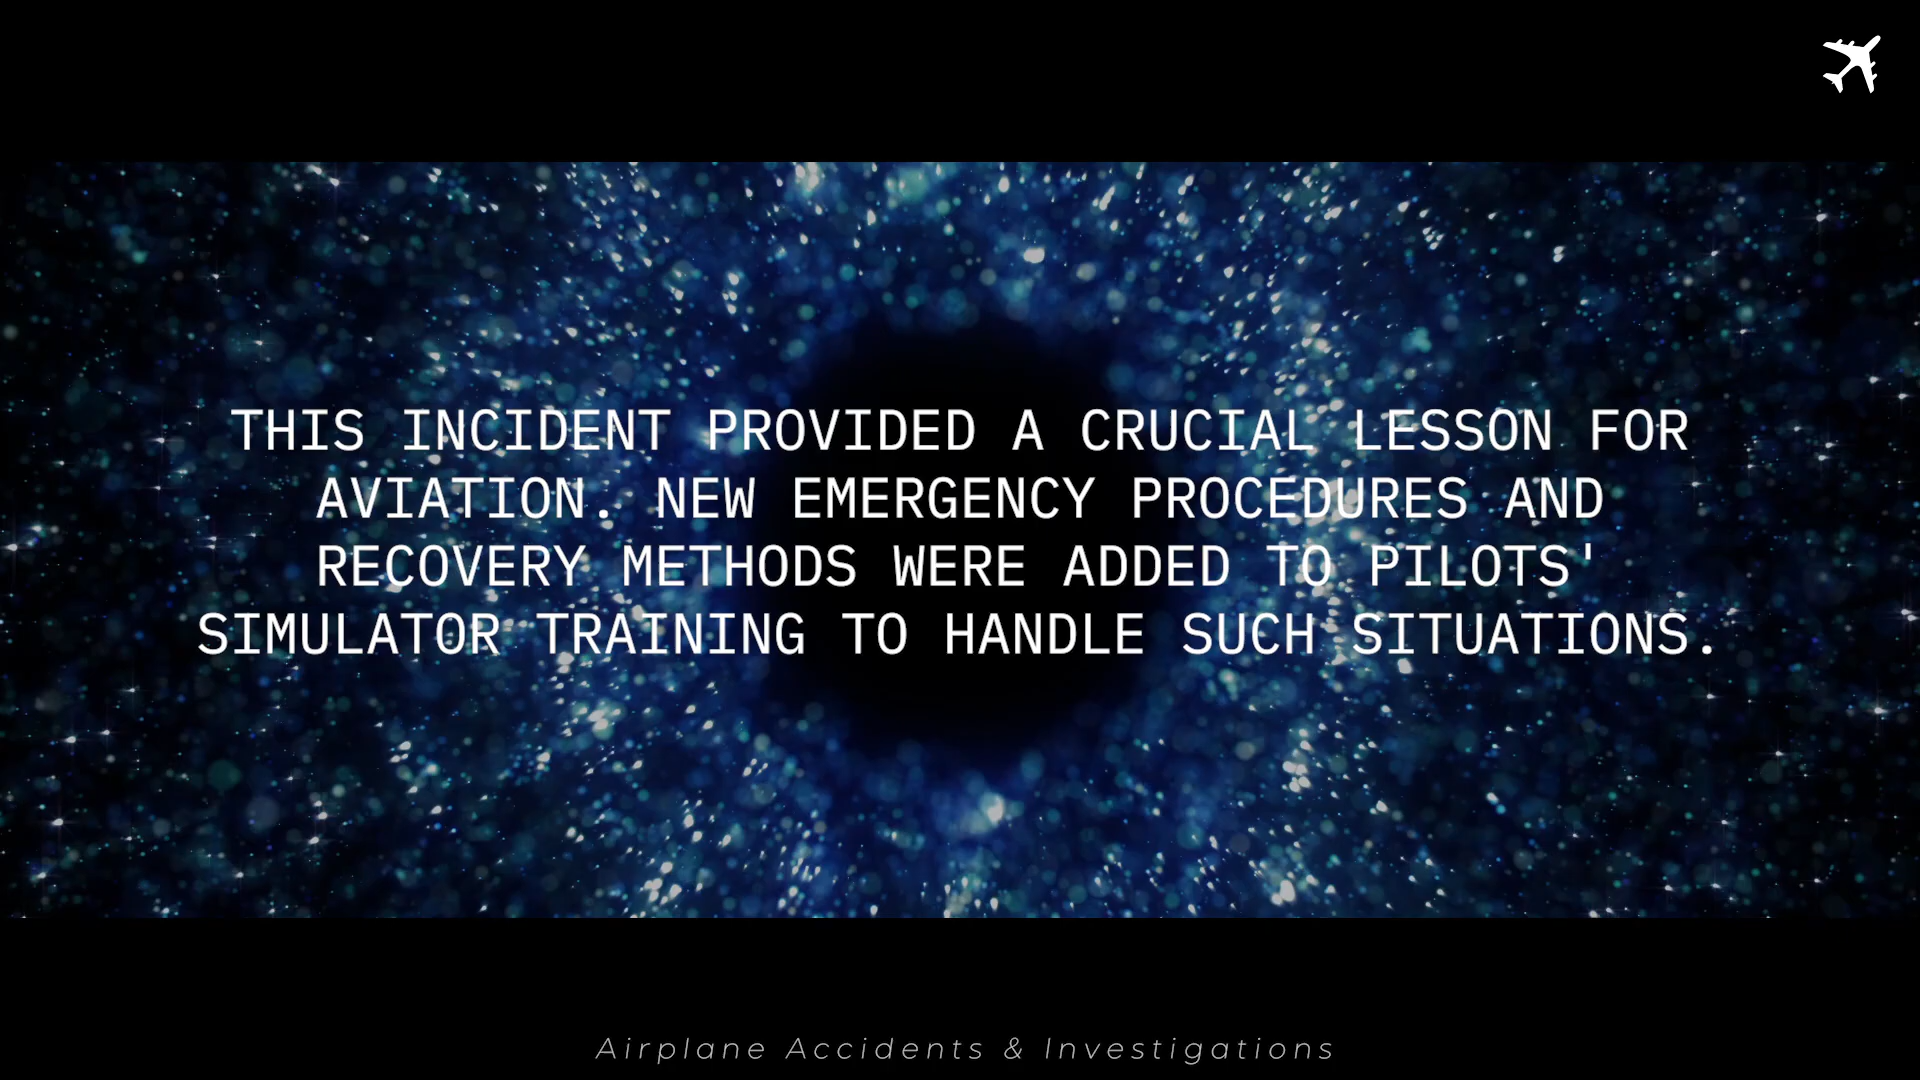 THIS INCIDENT PROVIDED A CRUCIAL LESSON FOR
AVIATION. NEW EMERGENCY PROCEDURES AND
RECOVERY METHODS WERE ADDED TO PILOTS'
SIMULATOR TRAINING TO HANDLE SUCH SITUATIONS.
Airplane Accidents & Investigations